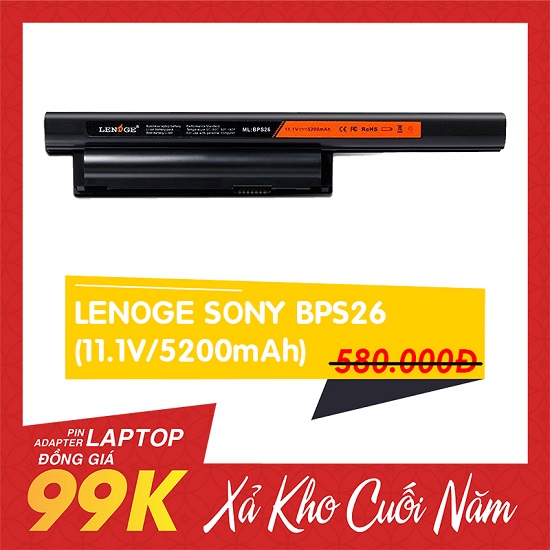 LENOGE
ML:BPS26
11.1V 5200mAh
RoHS
LENOGE SONY BPS26
(11.1V/5200mAh)
580.000Đ
PIN
ADAPTER LAPTOP
ĐỒNG GIÁ
99K
Xả Kho Cuối Năm